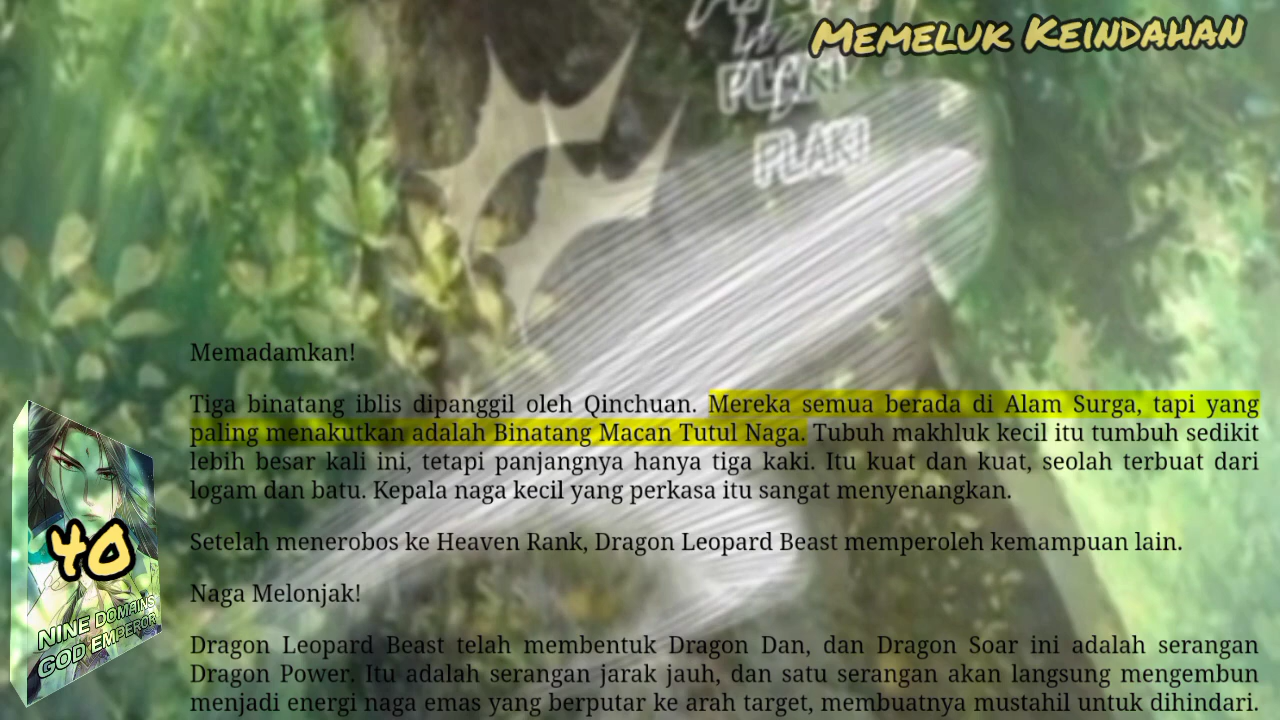 Memeluk Keindahan
PLAK!
PLAK!
Memadamkan!
Tiga binatang iblis dipanggil oleh Qinchuan. Mereka semua berada di Alam Surga, tapi yang
paling menakutkan adalah Binatang Macan Tutul Naga. Tubuh makhluk kecil itu tumbuh sedikit
lebih besar kali ini, tetapi panjangnya hanya tiga kaki. Itu kuat dan kuat, seolah terbuat dari
logam dan batu. Kepala naga kecil yang perkasa itu sangat menyenangkan.
Setelah menerobos ke Heaven Rank, Dragon Leopard Beast memperoleh kemampuan lain.
Naga Melonjak!
Dragon Leopard Beast telah membentuk Dragon Dan, dan Dragon Soar ini adalah serangan
Dragon Power. Itu adalah serangan jarak jauh, dan satu serangan akan langsung mengembun
menjadi energi naga emas yang berputar ke arah target, membuatnya mustahil untuk dihindari.
40
NINE DOMAINS
GOD EMPEROR